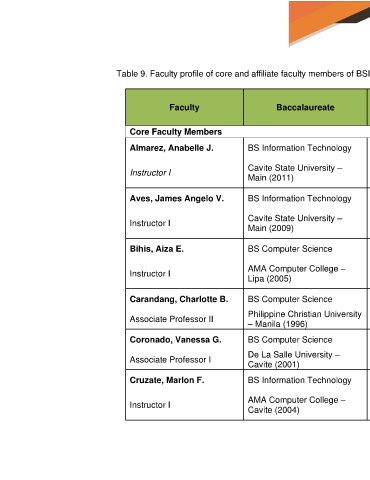 Table 9. Faculty profile of core and affiliate faculty members of BSI
Faculty
Baccalaureate
Core Faculty Members
Almarez, Anabelle J.
BS Information Technology
Instructor I
Cavite State University –
Main (2011)
Aves, James Angelo V.
BS Information Technology
Instructor I
Cavite State University –
Main (2009)
Bihis, Aiza E.
BS Computer Science
Instructor I
AMA Computer College –
Lipa (2005)
Carandang, Charlotte B.
BS Computer Science
Associate Professor II
Philippine Christian University
– Manila (1996)
Coronado, Vanessa G.
BS Computer Science
Associate Professor I
De La Salle University –
Cavite (2001)
Cruzate, Marlon F.
BS Information Technology
Instructor I
AMA Computer College –
Cavite (2004)